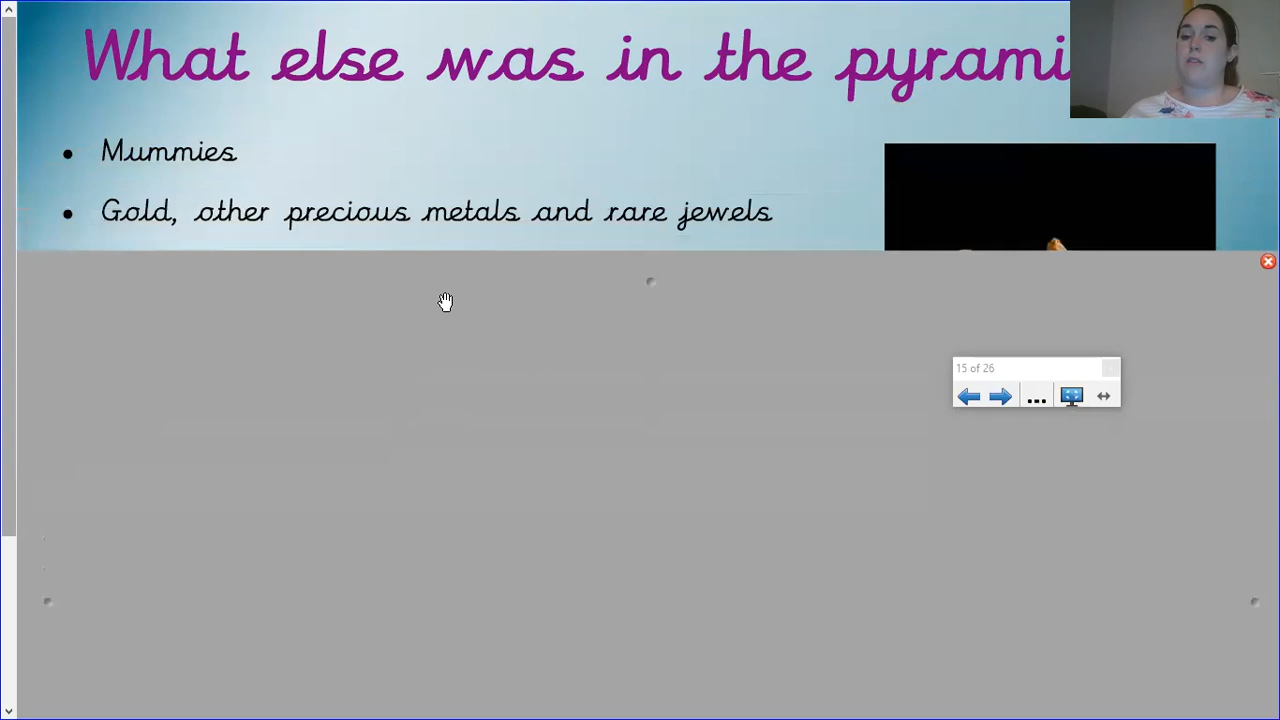 What else was in the pyrami
• Mummies
• Gold, other precious metals and rare jewels
15 of 26
...